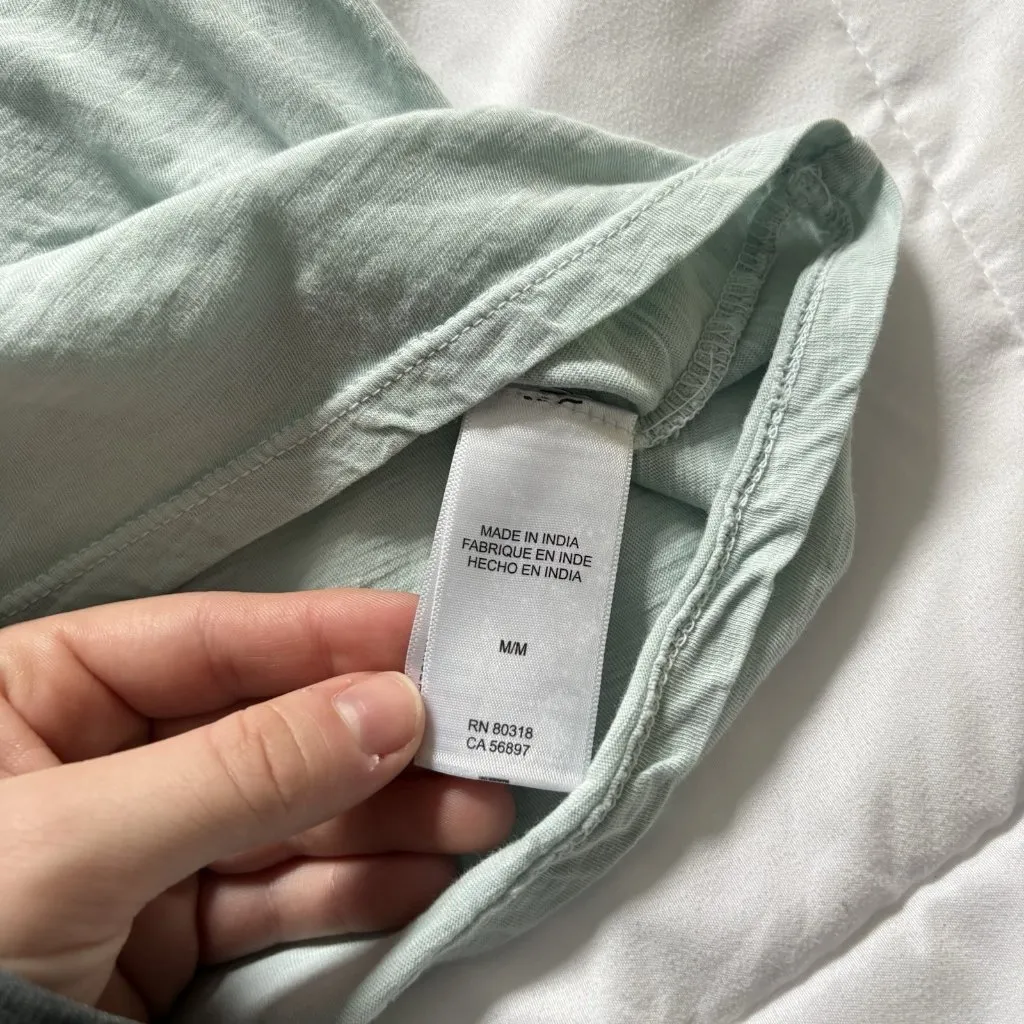 MADE IN INDIA
FABRIQUE EN INDE
HECHO EN INDIA
M/M
RN 80318
CA 56897